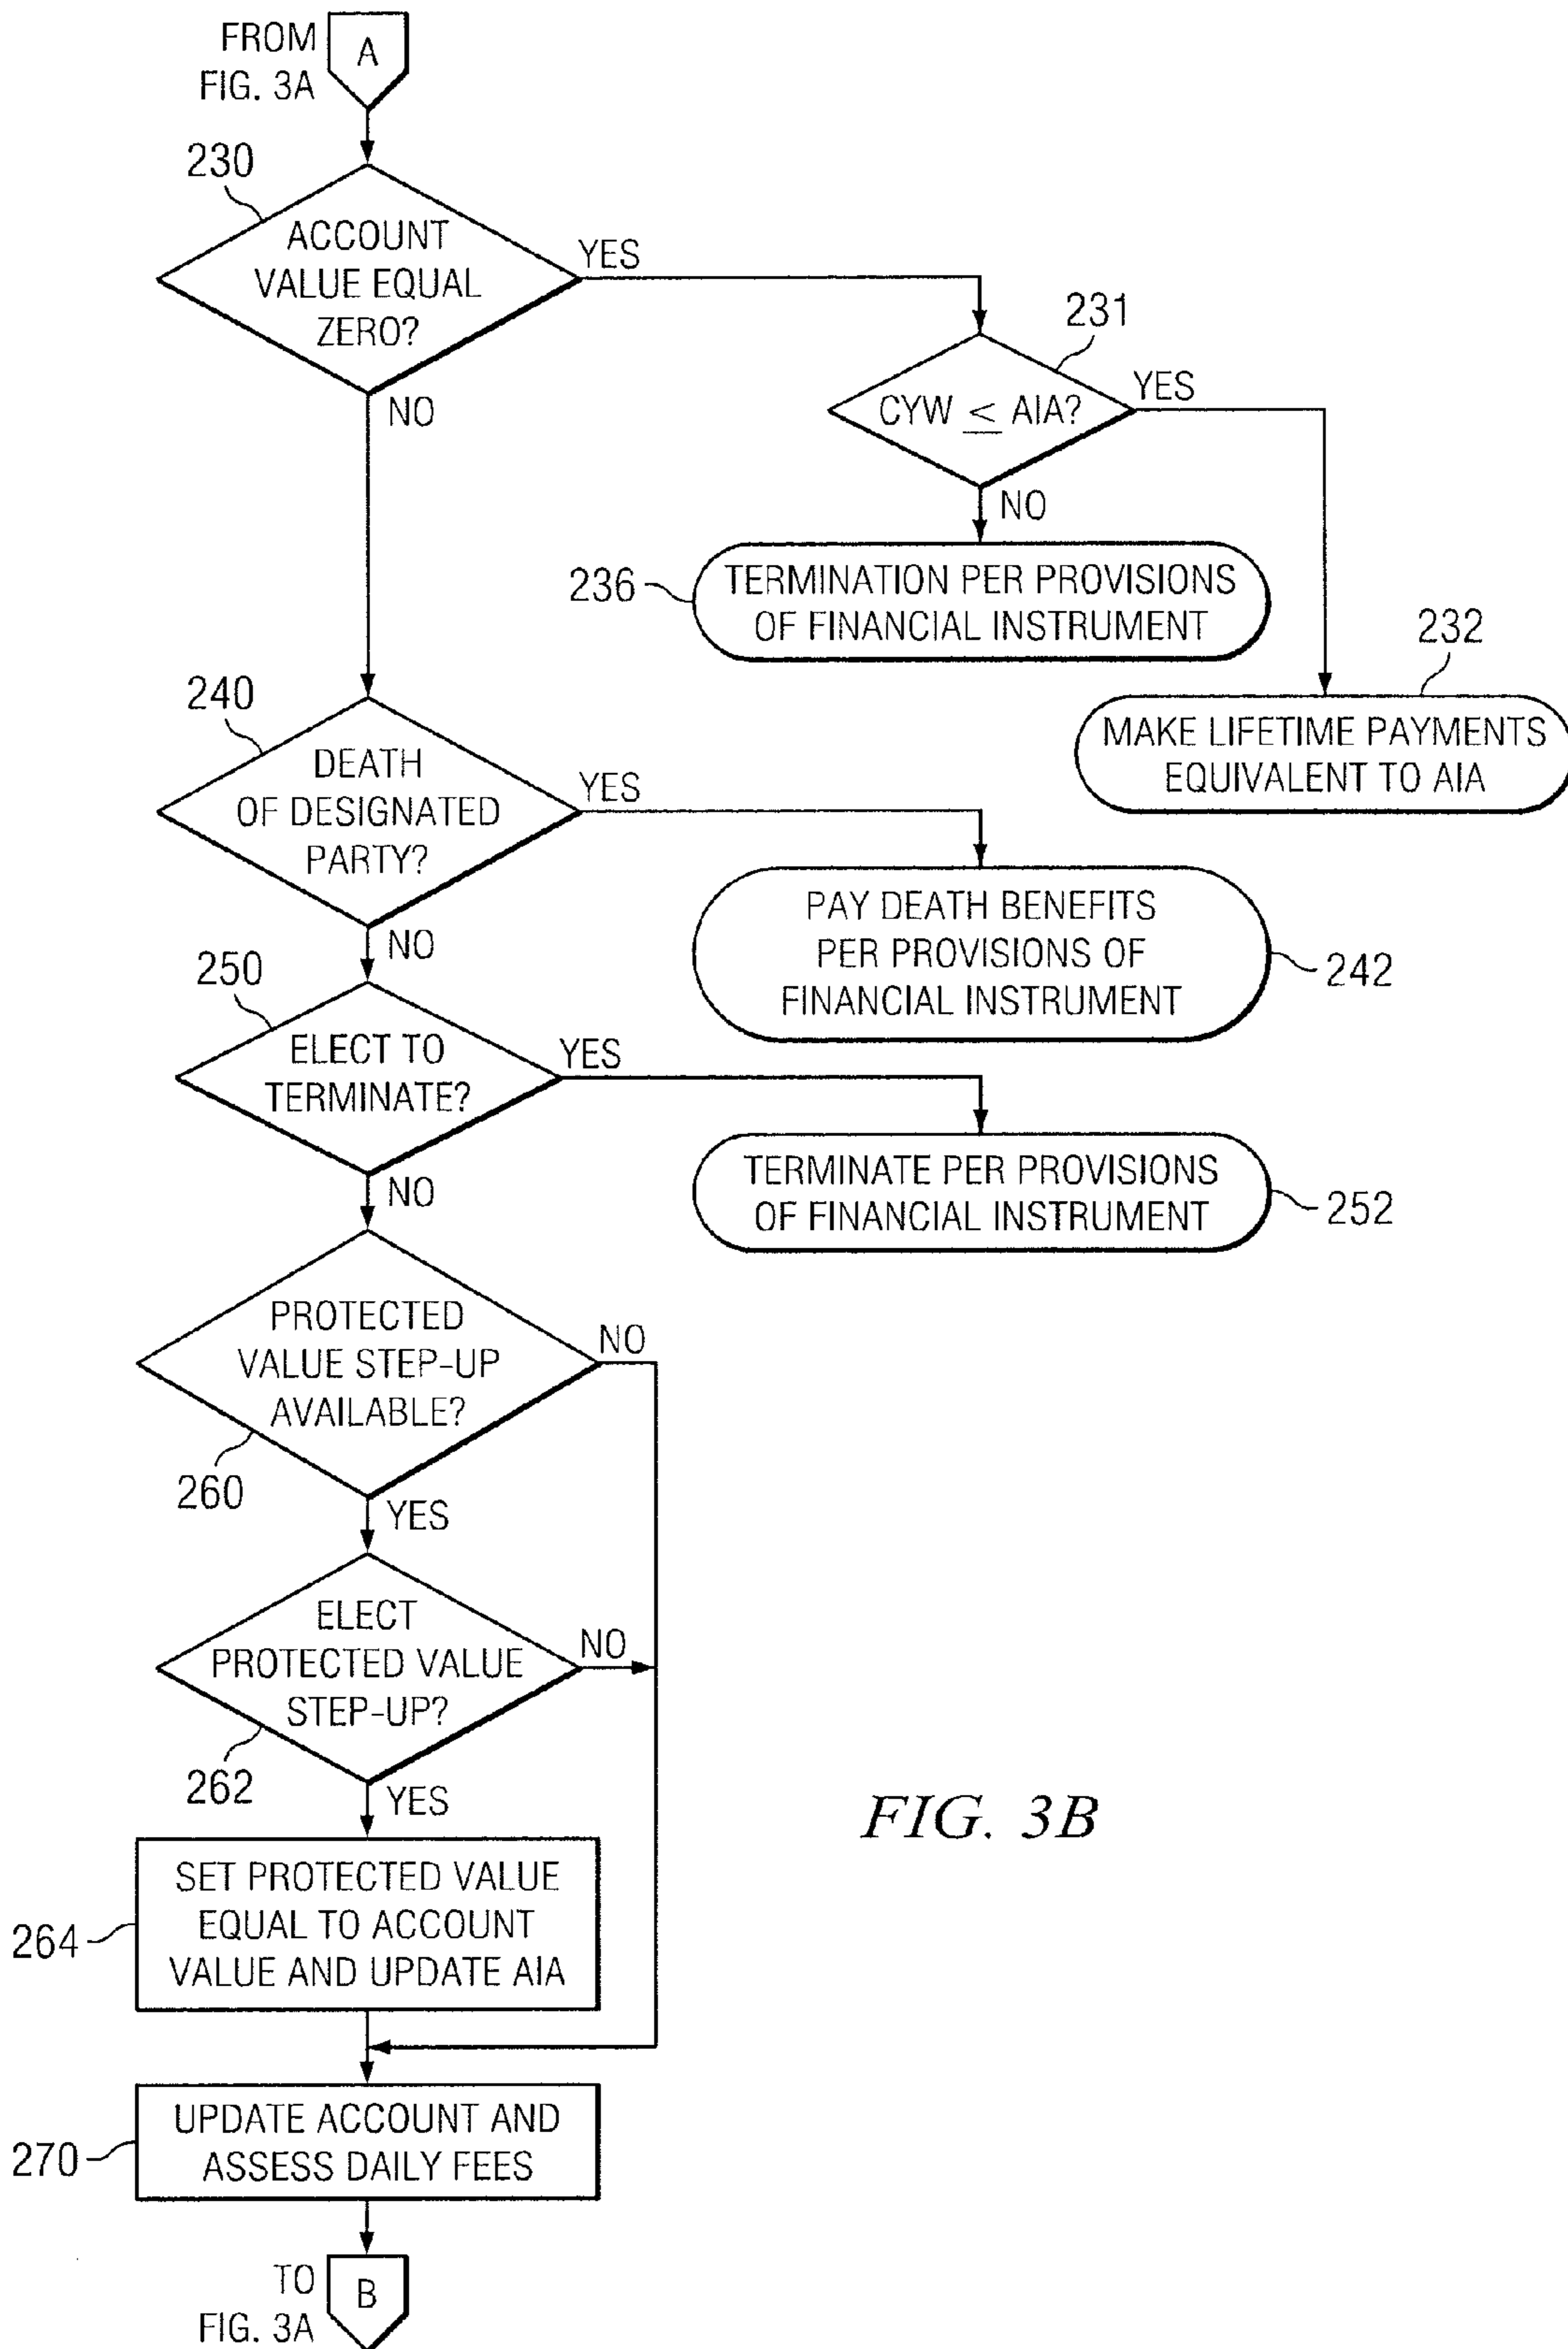 FROM
FIG. 3A
A
230
ACCOUNT
VALUE EQUAL
ZERO?
YES
NO
231
CYW ≤ AIA?
YES
NO
236
TERMINATION PER PROVISIONS
OF FINANCIAL INSTRUMENT
232
MAKE LIFETIME PAYMENTS
EQUIVALENT TO AIA
240
DEATH
OF DESIGNATED
PARTY?
YES
NO
PAY DEATH BENEFITS
PER PROVISIONS OF
FINANCIAL INSTRUMENT
242
250
ELECT TO
TERMINATE?
YES
NO
TERMINATE PER PROVISIONS
OF FINANCIAL INSTRUMENT
252
PROTECTED
VALUE STEP-UP
AVAILABLE?
NO
260
YES
ELECT
PROTECTED VALUE
STEP-UP?
NO
262
YES
FIG. 3B
SET PROTECTED VALUE
EQUAL TO ACCOUNT
VALUE AND UPDATE AIA
264
UPDATE ACCOUNT AND
ASSESS DAILY FEES
270
TO
FIG. 3A
B